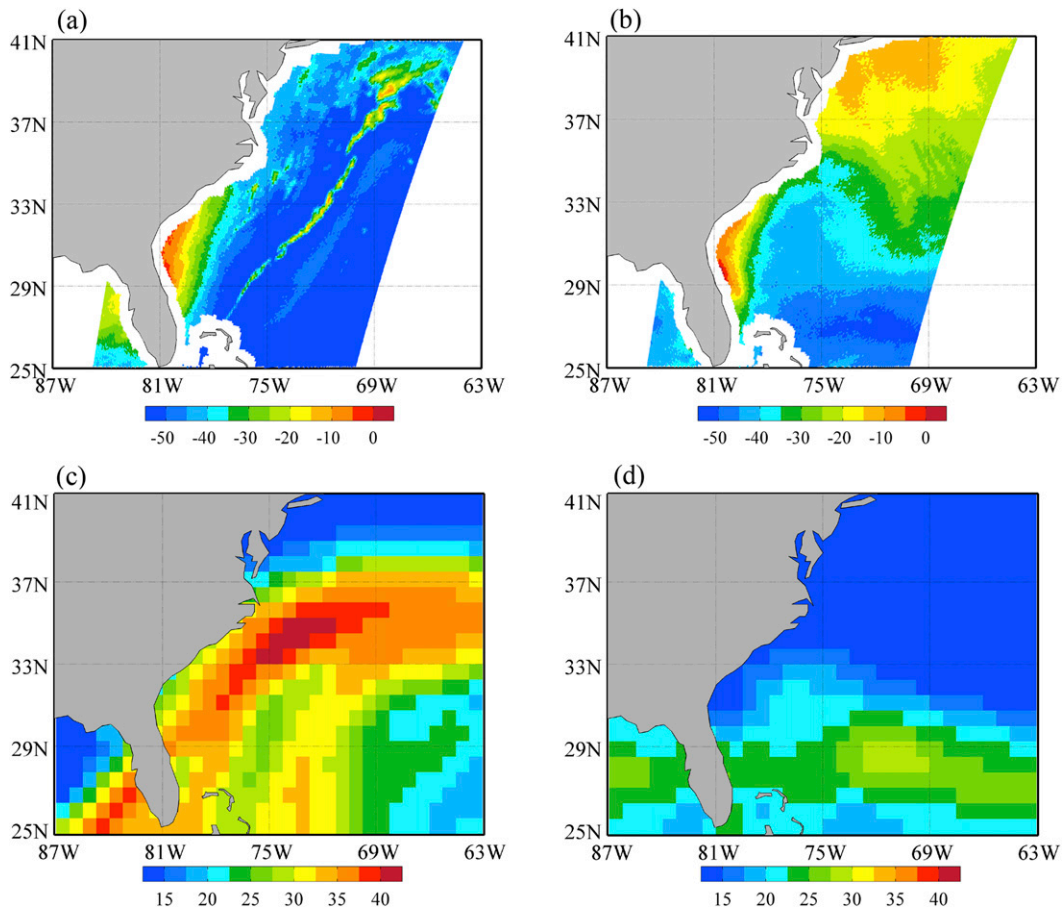 (a) (b)
41N 41N
37N 37N
33N 33N
29N 29N
25N 25N
87W 81W 75W 69W 63W 87W 81W 75W 69W 63W
-50 -40 -30 -20 -10 0 -50 -40 -30 -20 -10 0
(c) (d)
41N 41N
37N 37N
33N 33N
29N 29N
25N 25N
87W 81W 75W 69W 63W 87W 81W 75W 69W 63W
15 20 25 30 35 40 15 20 25 30 35 40